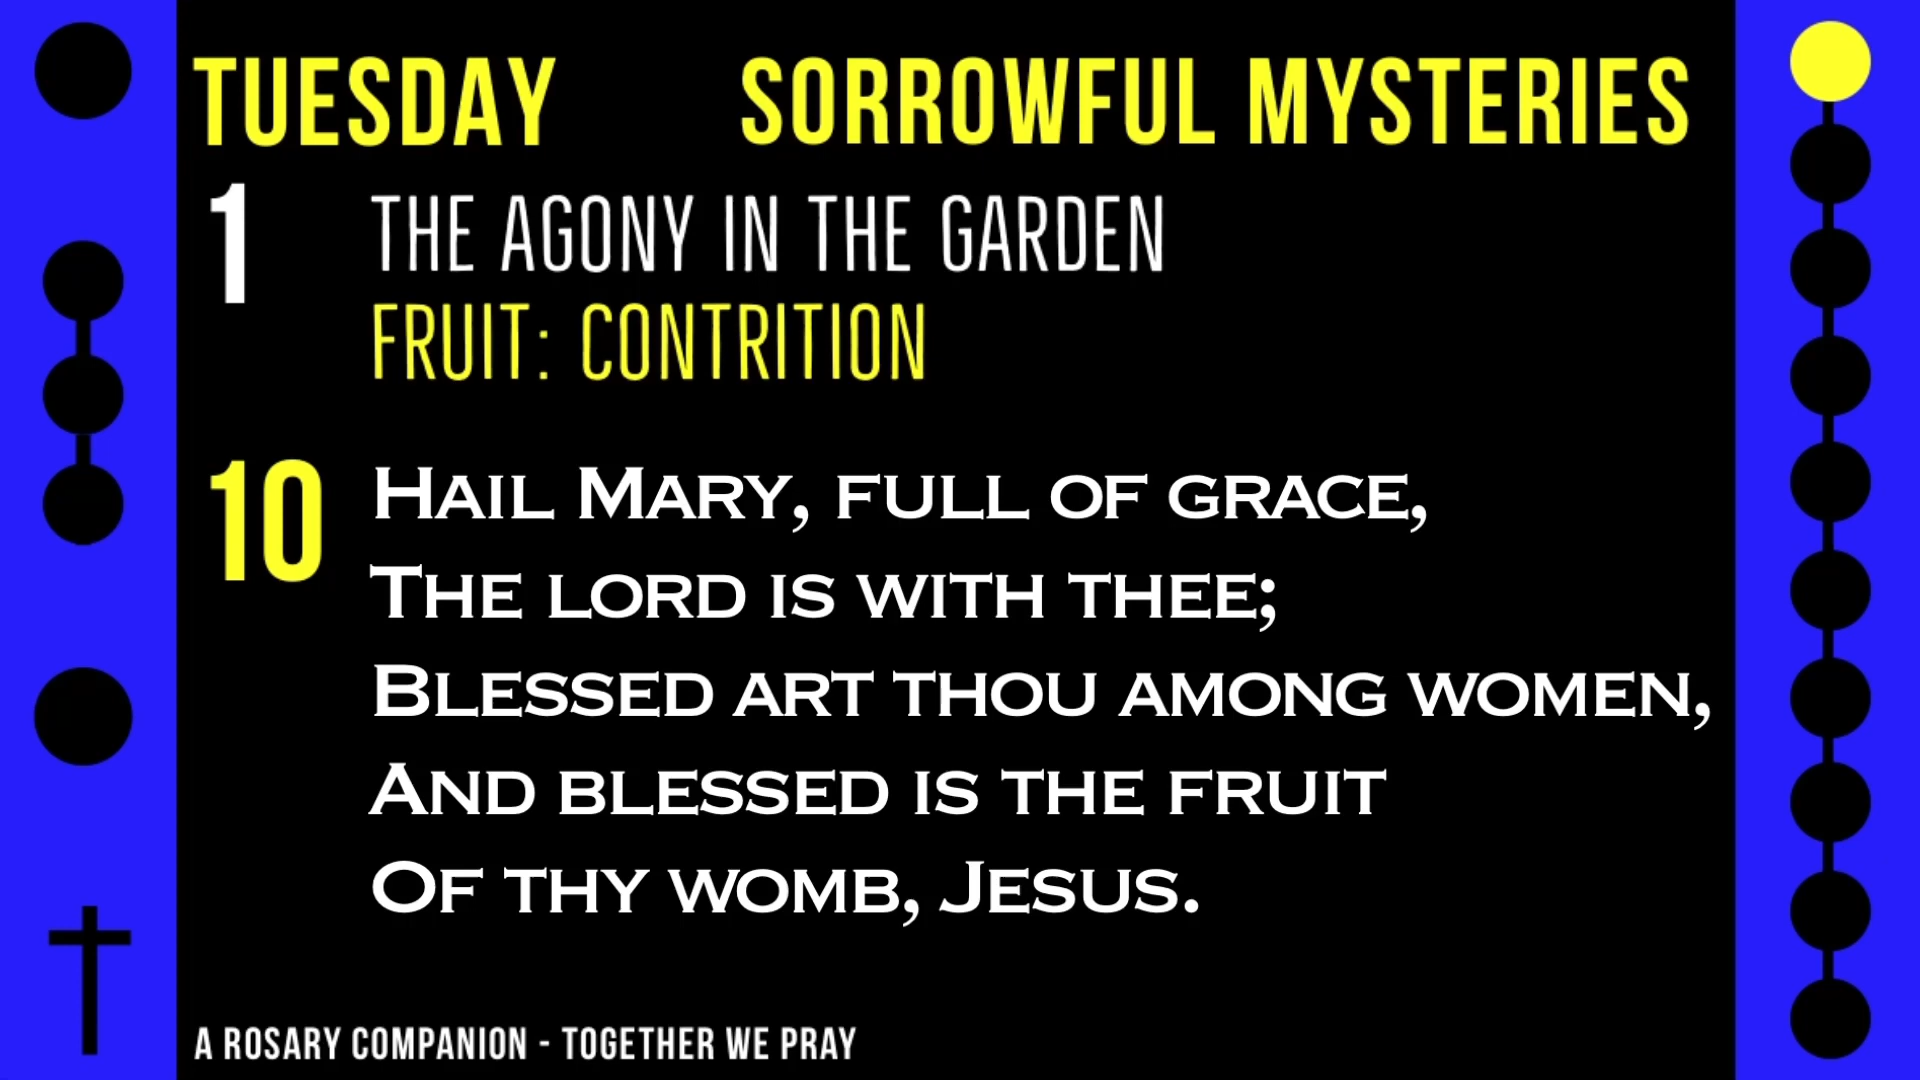 TUESDAY SORROWFUL MYSTERIES
1 THE AGONY IN THE GARDEN
FRUIT: CONTRITION
10 Hail Mary, full of grace,
The lord is with thee;
Blessed art thou among women,
And blessed is the fruit
Of thy womb, Jesus.
A ROSARY COMPANION - TOGETHER WE PRAY